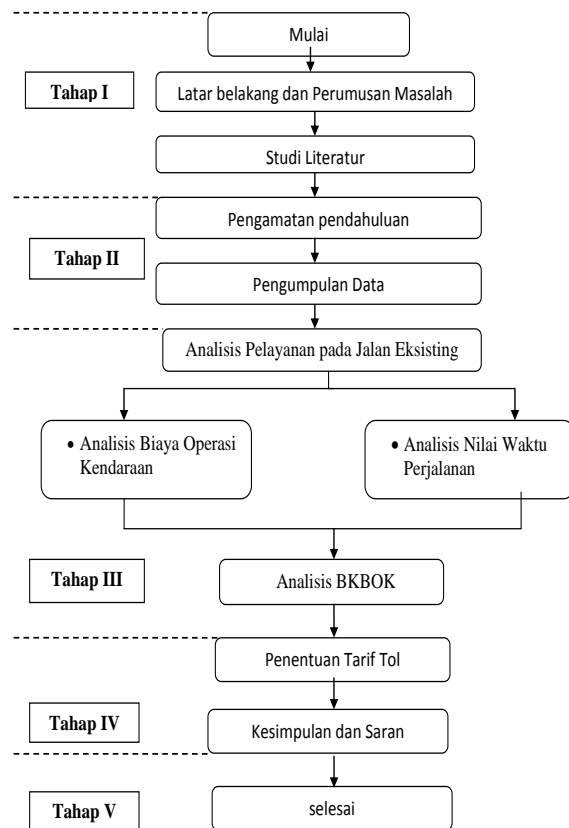 Mulai
Tahap I
Latar belakang dan Perumusan Masalah
Studi Literatur
Pengamatan pendahuluan
Tahap II
Pengumpulan Data
Analisis Pelayanan pada Jalan Eksisting
• Analisis Biaya Operasi
Kendaraan
• Analisis Nilai Waktu
Perjalanan
Tahap III
Analisis BKBOK
Penentuan Tarif Tol
Tahap IV
Kesimpulan dan Saran
Tahap V
selesai